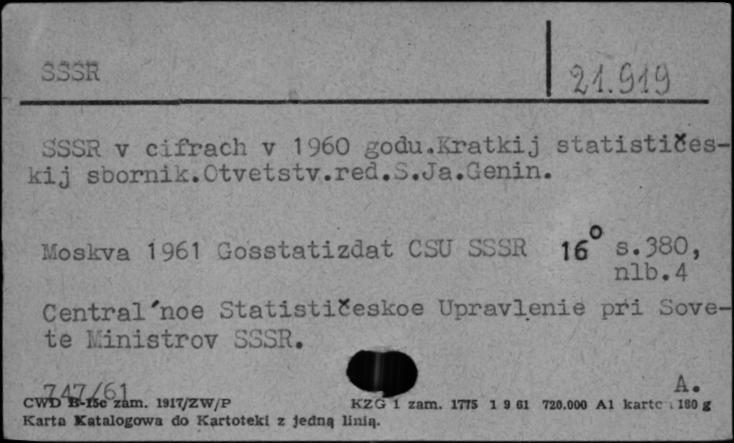 SSSR 21.919
SSSR v cifrach v 1960 godu.Kratkij statističes-
kij sbornik.Otvetstv.red.S.Ja.Genin.
Moskva 1961 Gosstatizdat CSU SSSR 16° s.380,
nlb.4
Central'noe Statističeskoe Upravlenie pri Sove-
te Ministrov SSSR.
747/61 A.
CWD B-15c zam. 1917/ZW/P KZG 1 zam. 1775 1 9 61 720.000 A1 kartc 180 g
Karta Katalogowa do Kartoteki z jedną linią.